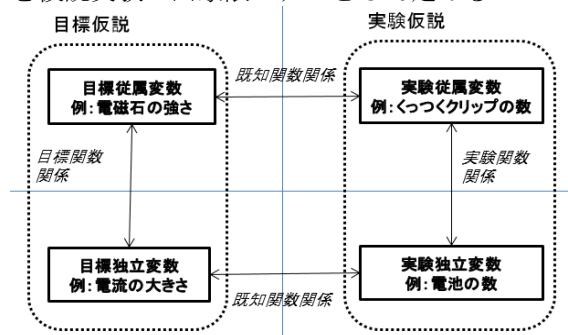 目標仮説
実験仮説
目標従属変数
例：電磁石の強さ
既知関数関係
実験従属変数
例：くっつくクリップの数
目標関数
関係
実験関数
関係
目標独立変数
例：電流の大きさ
既知関数関係
実験独立変数
例：電池の数